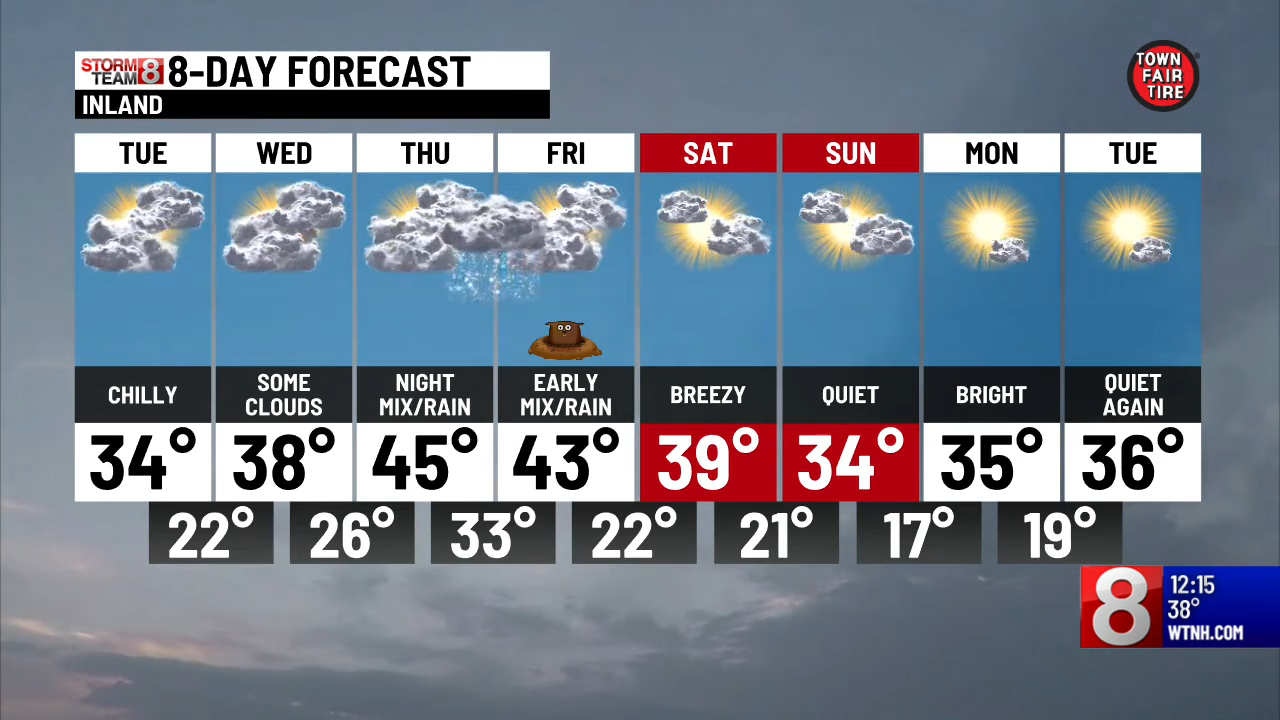 STORM TEAM 8 8-DAY FORECAST
INLAND
TOWN
FAIR
TIRE
TUE WED THU FRI SAT SUN MON TUE
CHILLY
SOME
CLOUDS
NIGHT
MIX/RAIN
EARLY
MIX/RAIN
BREEZY
QUIET
BRIGHT
QUIET
AGAIN
34° 38° 45° 43° 39° 34° 35° 36°
22° 26° 33° 22° 21° 17° 19°
8
12:15
38°
WTNH.COM